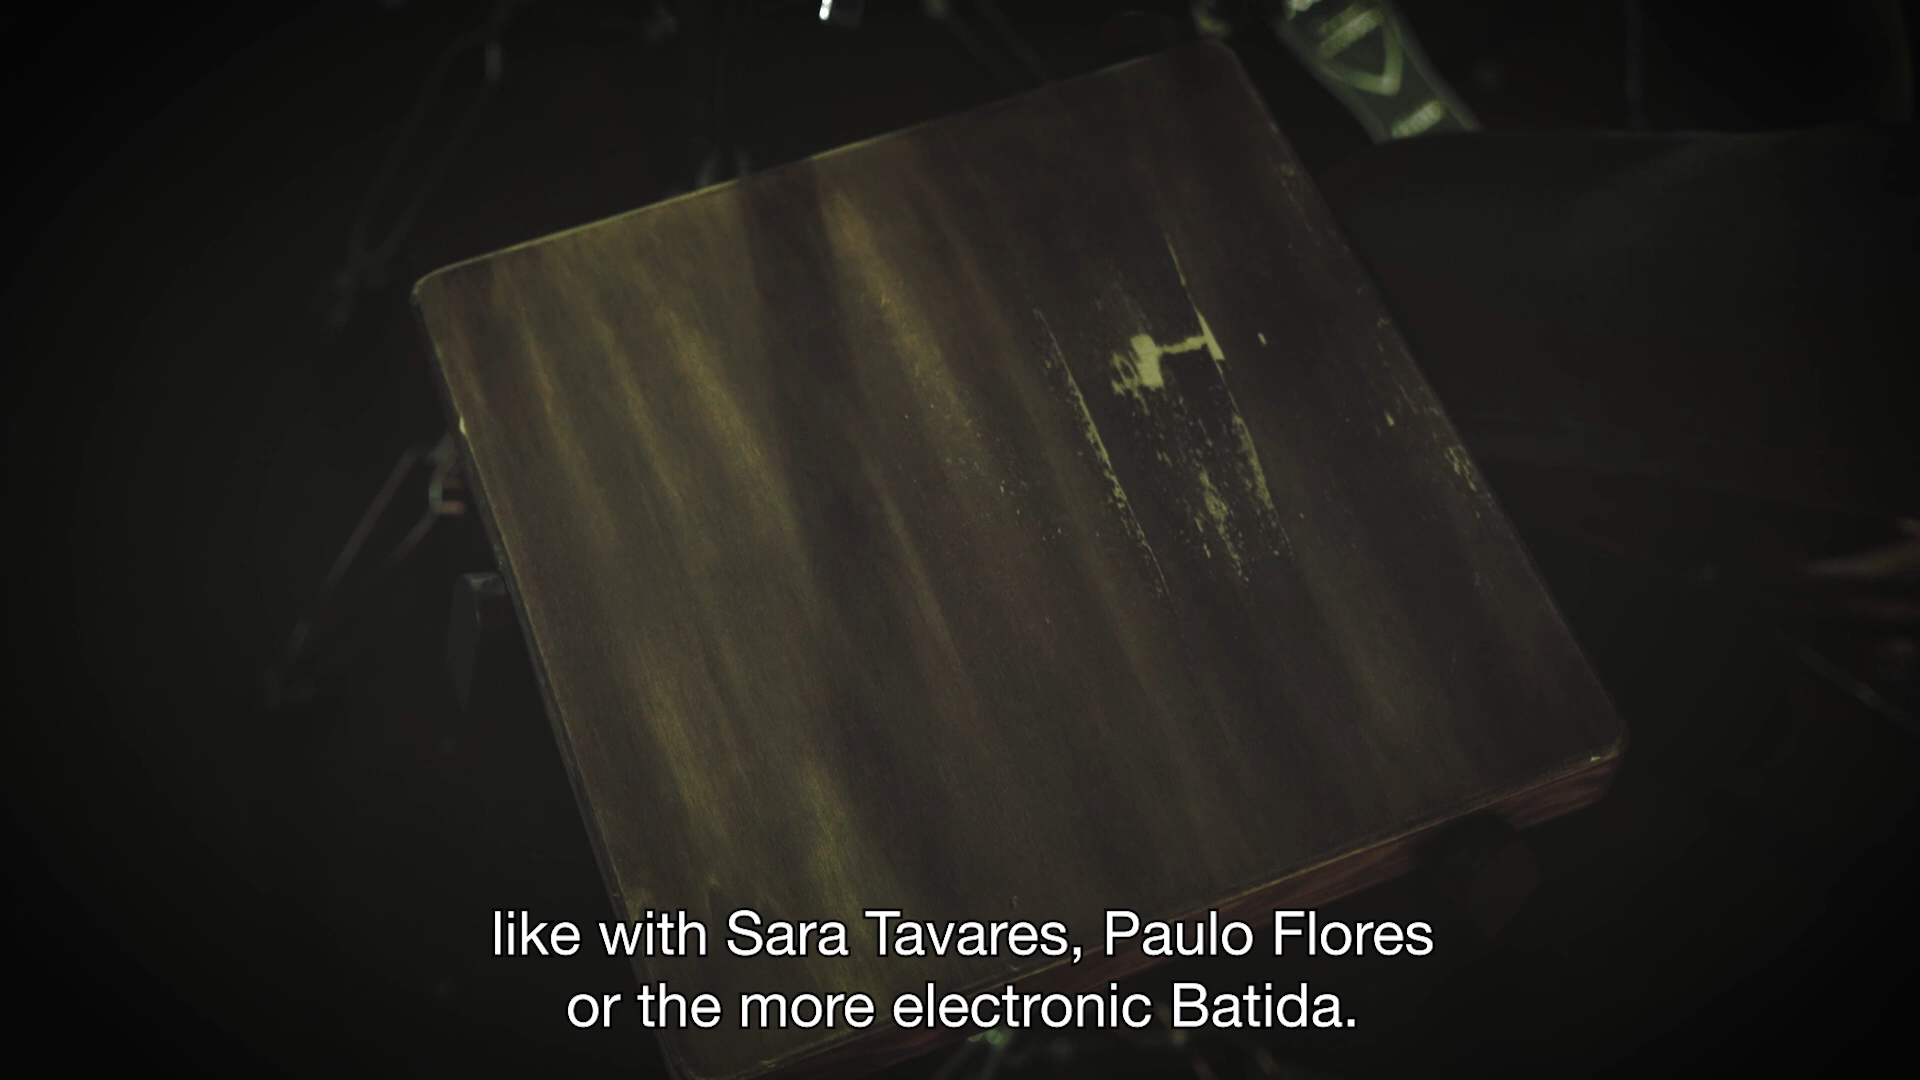 like with Sara Tavares, Paulo Flores
or the more electronic Batida.